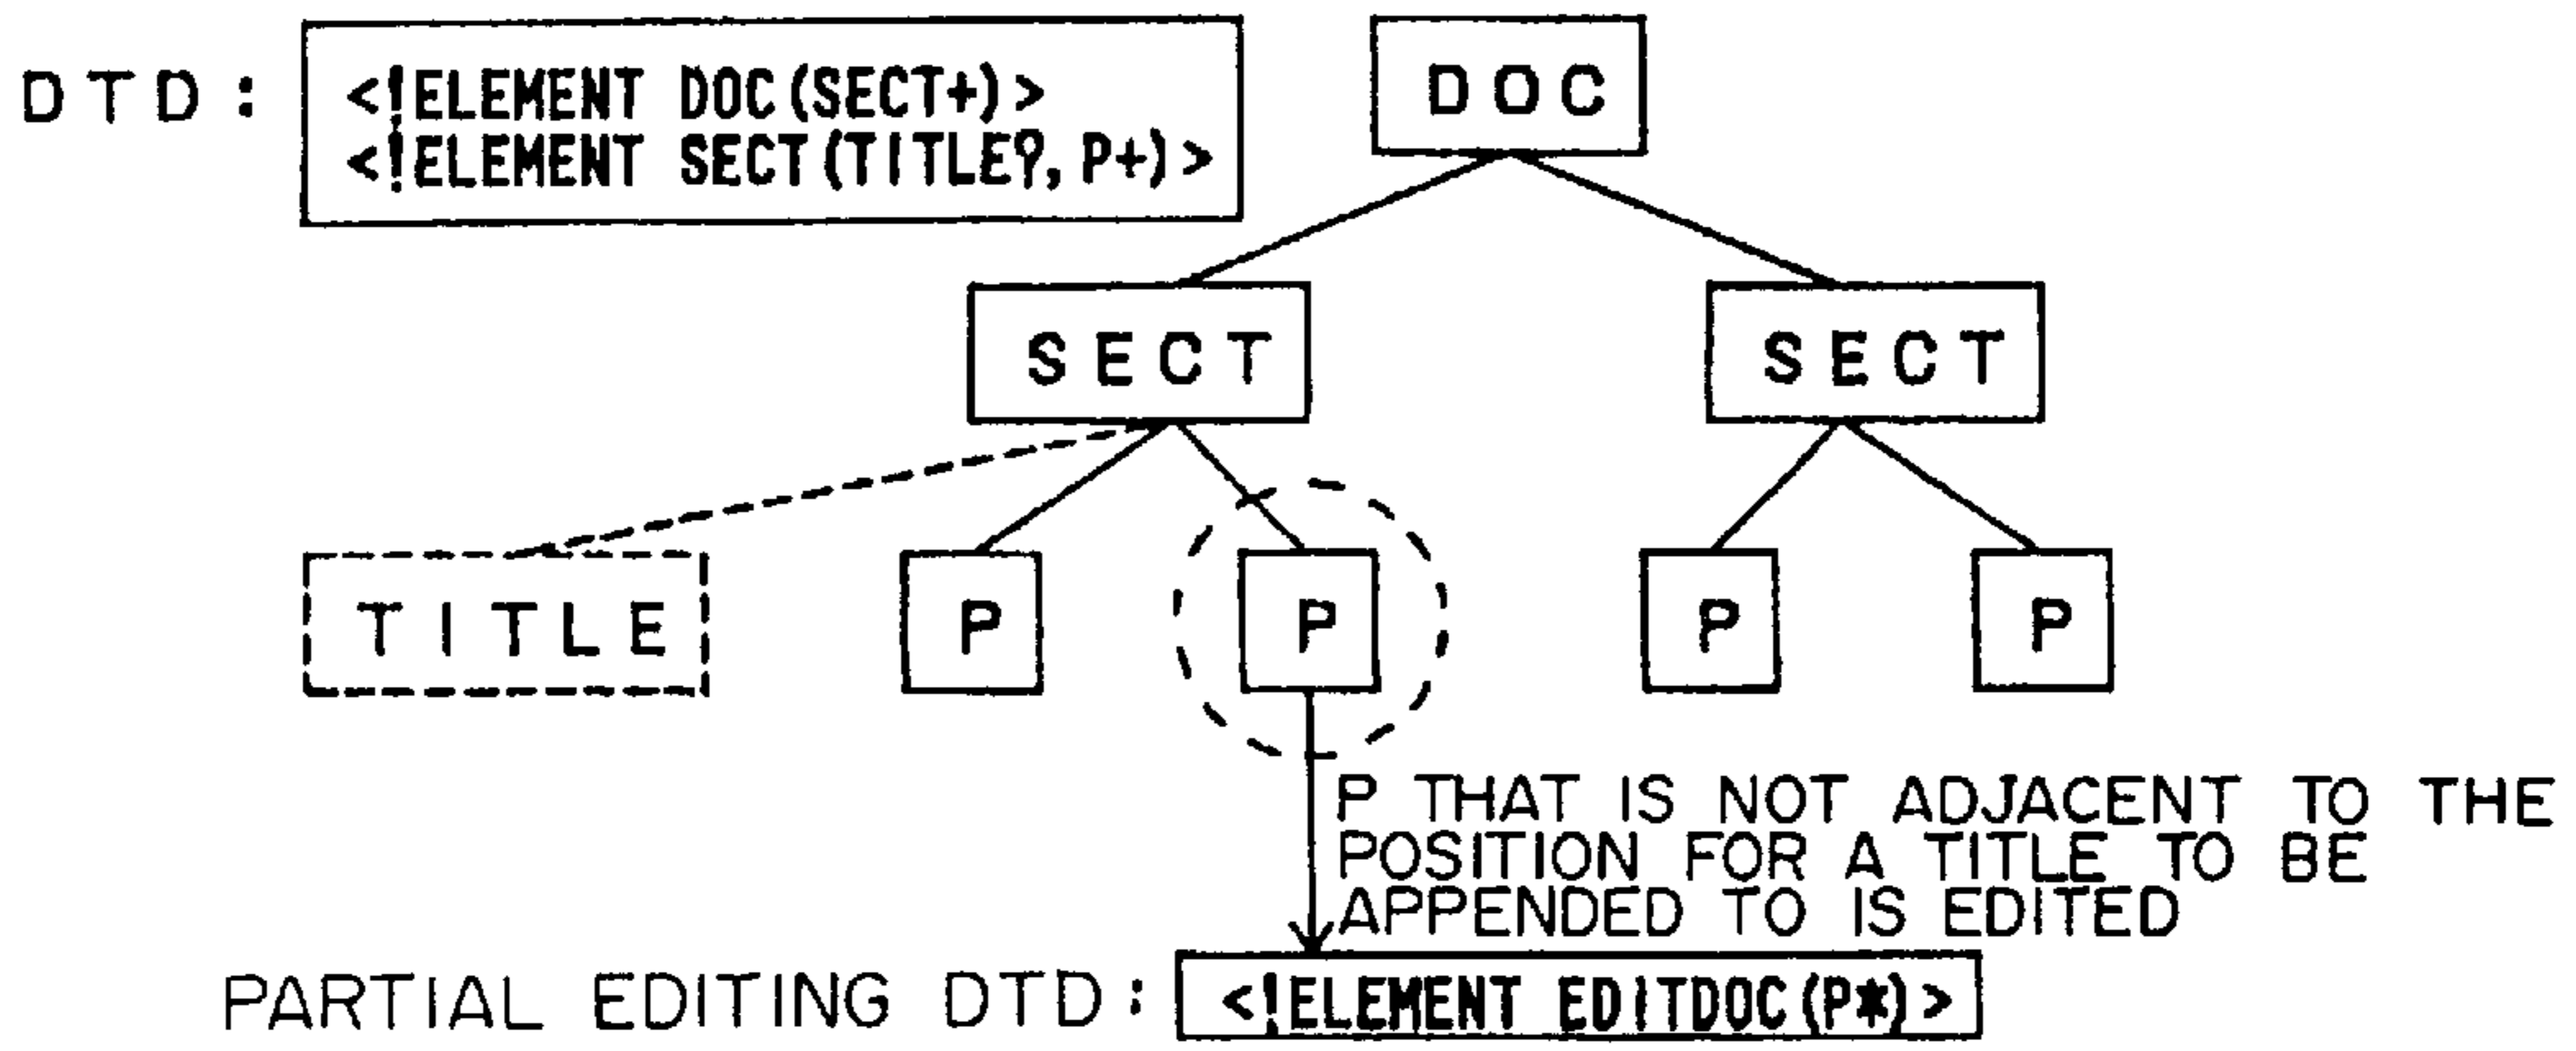 DTD:
<!ELEMENT DOC(SECT+)>
<!ELEMENT SECT(TITLE?, P+)>
DOC
SECT
SECT
TITLE
P
P
P
P
P THAT IS NOT ADJACENT TO THE
POSITION FOR A TITLE TO BE
APPENDED TO IS EDITED
PARTIAL EDITING DTD:
<!ELEMENT EDITDOC(P*)>